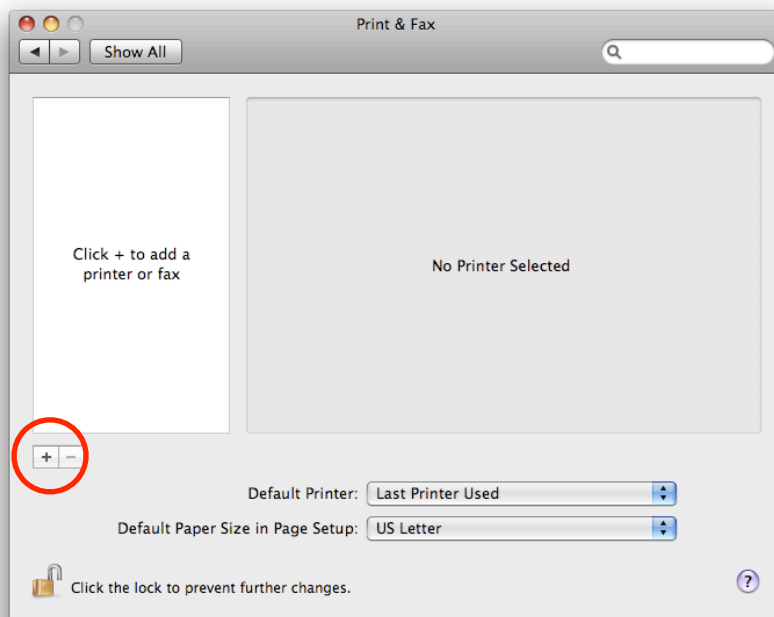 Print & Fax
Show All
Click + to add a
printer or fax
No Printer Selected
+ −
Default Printer: Last Printer Used
Default Paper Size in Page Setup: US Letter
Click the lock to prevent further changes.
?